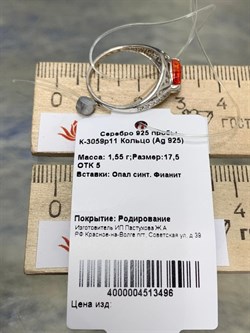 Серебро 925 пробы
К-3059р11 Кольцо (Ag 925)
Масса: 1,55 г;Размер:17,5
ОТК 5
Вставки: Опал синт. Фианит
Покрытие: Родирование
Изготовитель ИП Пастухова Ж.А
РФ Красное-на-Волге пгт, Советская ул, д 39
4000004513496
Цена изд: